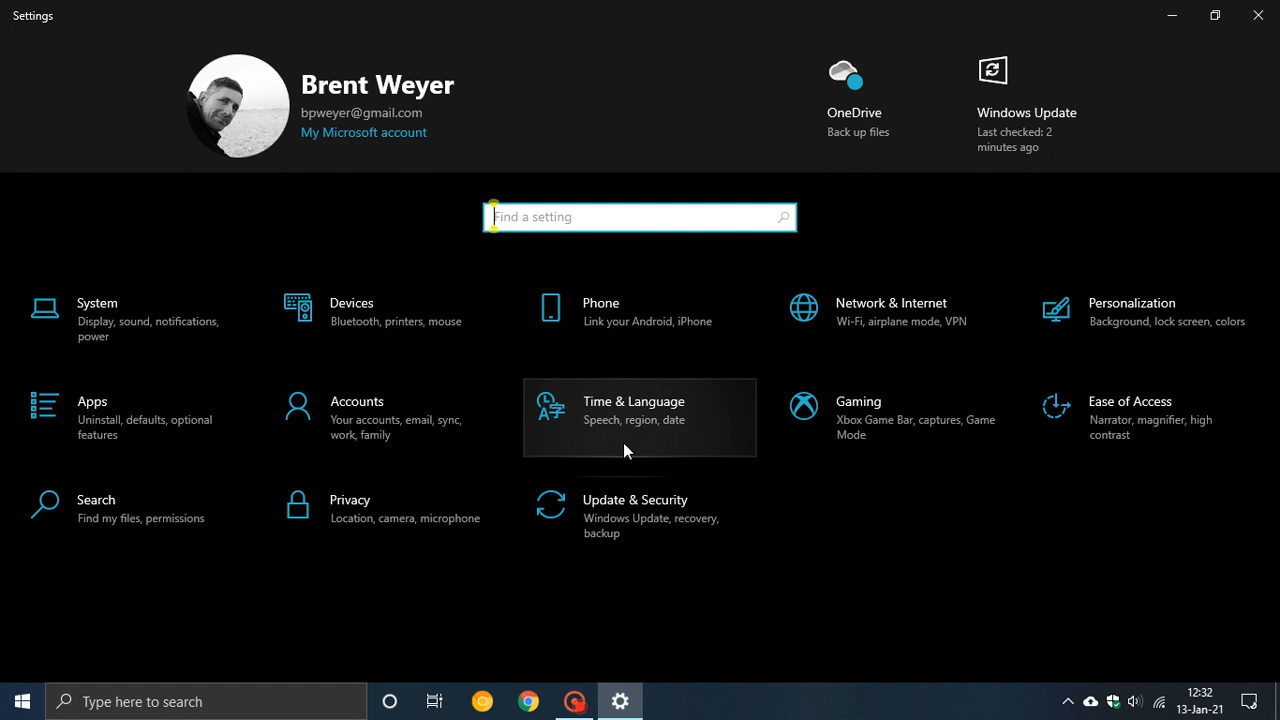 Settings
Brent Weyer
bpweyer@gmail.com
My Microsoft account
OneDrive
Back up files
Windows Update
Last checked: 2
minutes ago
Find a setting
System
Display, sound, notifications,
power
Devices
Bluetooth, printers, mouse
Phone
Link your Android, iPhone
Network & Internet
Wi-Fi, airplane mode, VPN
Personalization
Background, lock screen, colors
Apps
Uninstall, defaults, optional
features
Accounts
Your accounts, email, sync,
work, family
Time & Language
Speech, region, date
Gaming
Xbox Game Bar, captures, Game
Mode
Ease of Access
Narrator, magnifier, high
contrast
Search
Find my files, permissions
Privacy
Location, camera, microphone
Update & Security
Windows Update, recovery,
backup
Type here to search
12:32
13-Jan-21